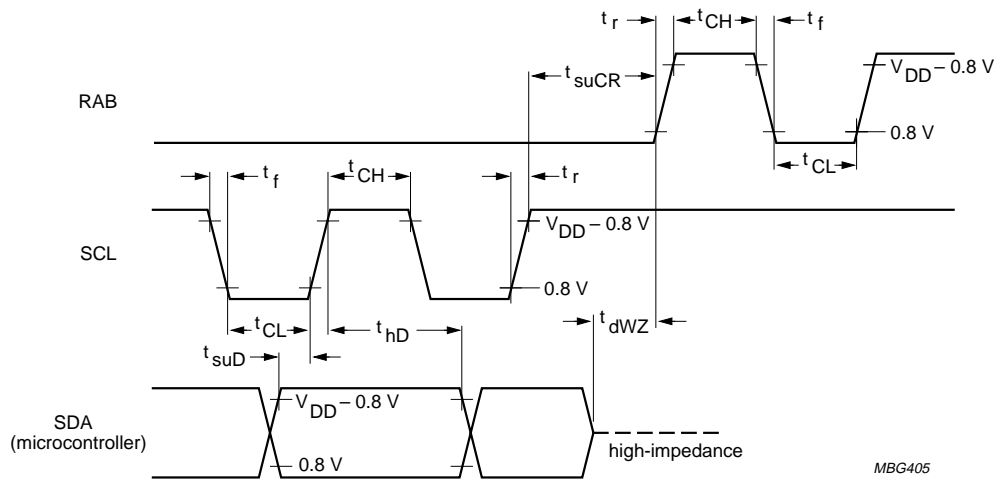 t r t CH t f
t suCR
V DD – 0.8 V
RAB
0.8 V
t CL
t f t CH t r
V DD – 0.8 V
SCL
0.8 V
t CL t hD t dWZ
t suD
V DD – 0.8 V
SDA
(microcontroller)
high-impedance
0.8 V
MBG405